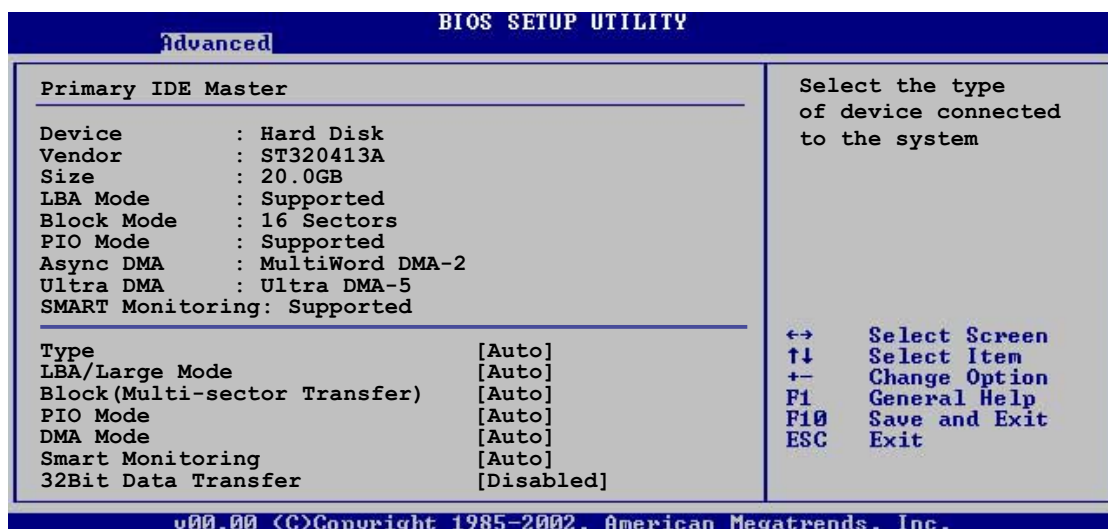 BIOS SETUP UTILITY
Advanced
Primary IDE Master
Device : Hard Disk
Vendor : ST320413A
Size : 20.0GB
LBA Mode : Supported
Block Mode : 16 Sectors
PIO Mode : Supported
Async DMA : MultiWord DMA-2
Ultra DMA : Ultra DMA-5
SMART Monitoring: Supported
Type [Auto]
LBA/Large Mode [Auto]
Block(Multi-sector Transfer) [Auto]
PIO Mode [Auto]
DMA Mode [Auto]
Smart Monitoring [Auto]
32Bit Data Transfer [Disabled]
Select the type
of device connected
to the system
←→ Select Screen
↑↓ Select Item
+- Change Option
F1 General Help
F10 Save and Exit
ESC Exit
v00.00 (C)Copyright 1985-2002, American Megatrends, Inc.